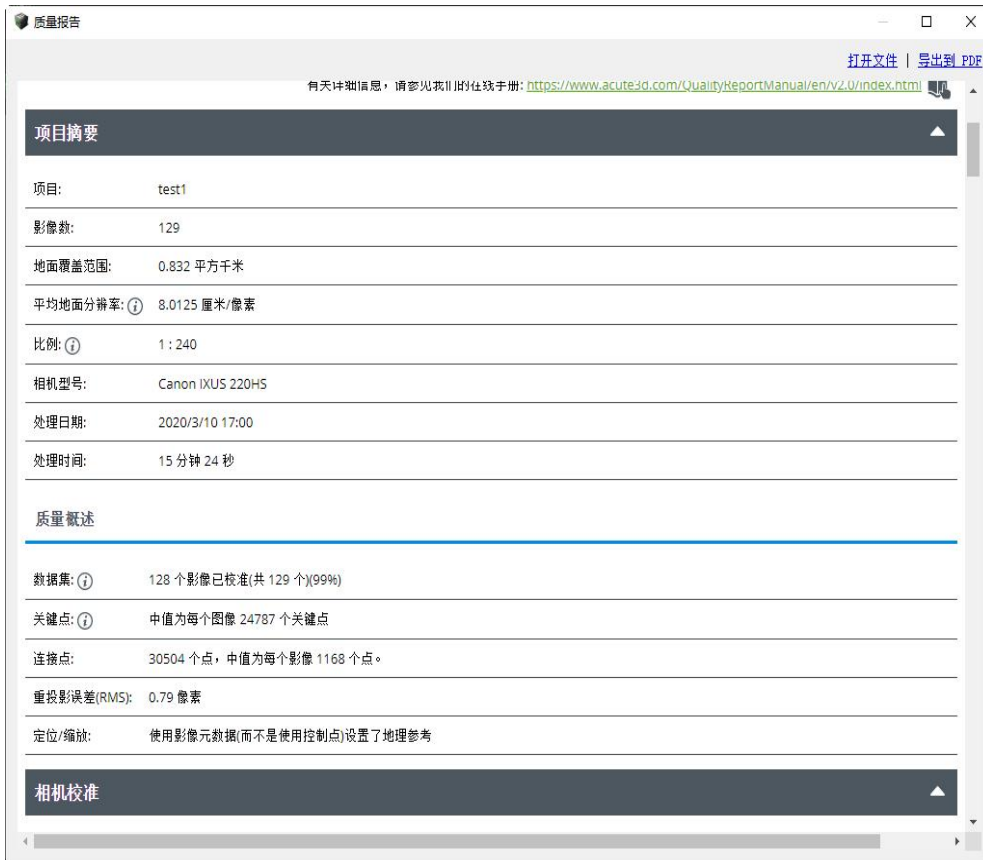 质量报告
打开文件 | 导出到 PDF
有关详细信息，请参见我们的在线手册: https://www.acute3d.com/QualityReportManual/en/v2.0/index.html
项目摘要
项目: test1
影像数: 129
地面覆盖范围: 0.832 平方千米
平均地面分辨率: 8.0125 厘米/像素
比例: 1 : 240
相机型号: Canon IXUS 220HS
处理日期: 2020/3/10 17:00
处理时间: 15 分钟 24 秒
质量概述
数据集: 128 个影像已校准(共 129 个)(99%)
关键点: 中值为每个图像 24787 个关键点
连接点: 30504 个点，中值为每个影像 1168 个点。
重投影误差(RMS): 0.79 像素
定位/缩放: 使用影像元数据(而不是使用控制点)设置了地理参考
相机校准